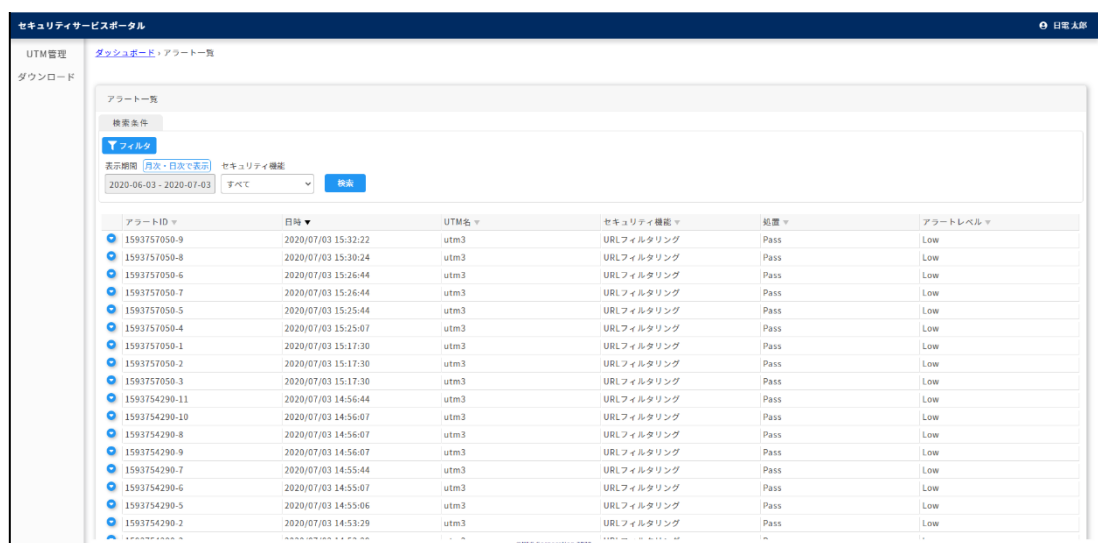 セキュリティサービスポータル 日電太郎
UTM管理
ダウンロード
ダッシュボード › アラート一覧
アラート一覧
検索条件
フィルタ
表示期間 月次・日次で表示 セキュリティ機能
2020-06-03 - 2020-07-03 すべて 検索
アラートID 日時 UTM名 セキュリティ機能 処置 アラートレベル
1593757050-9 2020/07/03 15:32:22 utm3 URLフィルタリング Pass Low
1593757050-8 2020/07/03 15:30:24 utm3 URLフィルタリング Pass Low
1593757050-6 2020/07/03 15:26:44 utm3 URLフィルタリング Pass Low
1593757050-7 2020/07/03 15:26:44 utm3 URLフィルタリング Pass Low
1593757050-5 2020/07/03 15:25:44 utm3 URLフィルタリング Pass Low
1593757050-4 2020/07/03 15:25:07 utm3 URLフィルタリング Pass Low
1593757050-1 2020/07/03 15:17:30 utm3 URLフィルタリング Pass Low
1593757050-2 2020/07/03 15:17:30 utm3 URLフィルタリング Pass Low
1593757050-3 2020/07/03 15:17:30 utm3 URLフィルタリング Pass Low
1593754290-11 2020/07/03 14:56:44 utm3 URLフィルタリング Pass Low
1593754290-10 2020/07/03 14:56:07 utm3 URLフィルタリング Pass Low
1593754290-8 2020/07/03 14:56:07 utm3 URLフィルタリング Pass Low
1593754290-9 2020/07/03 14:56:07 utm3 URLフィルタリング Pass Low
1593754290-7 2020/07/03 14:55:44 utm3 URLフィルタリング Pass Low
1593754290-6 2020/07/03 14:55:07 utm3 URLフィルタリング Pass Low
1593754290-5 2020/07/03 14:55:06 utm3 URLフィルタリング Pass Low
1593754290-2 2020/07/03 14:53:29 utm3 URLフィルタリング Pass Low